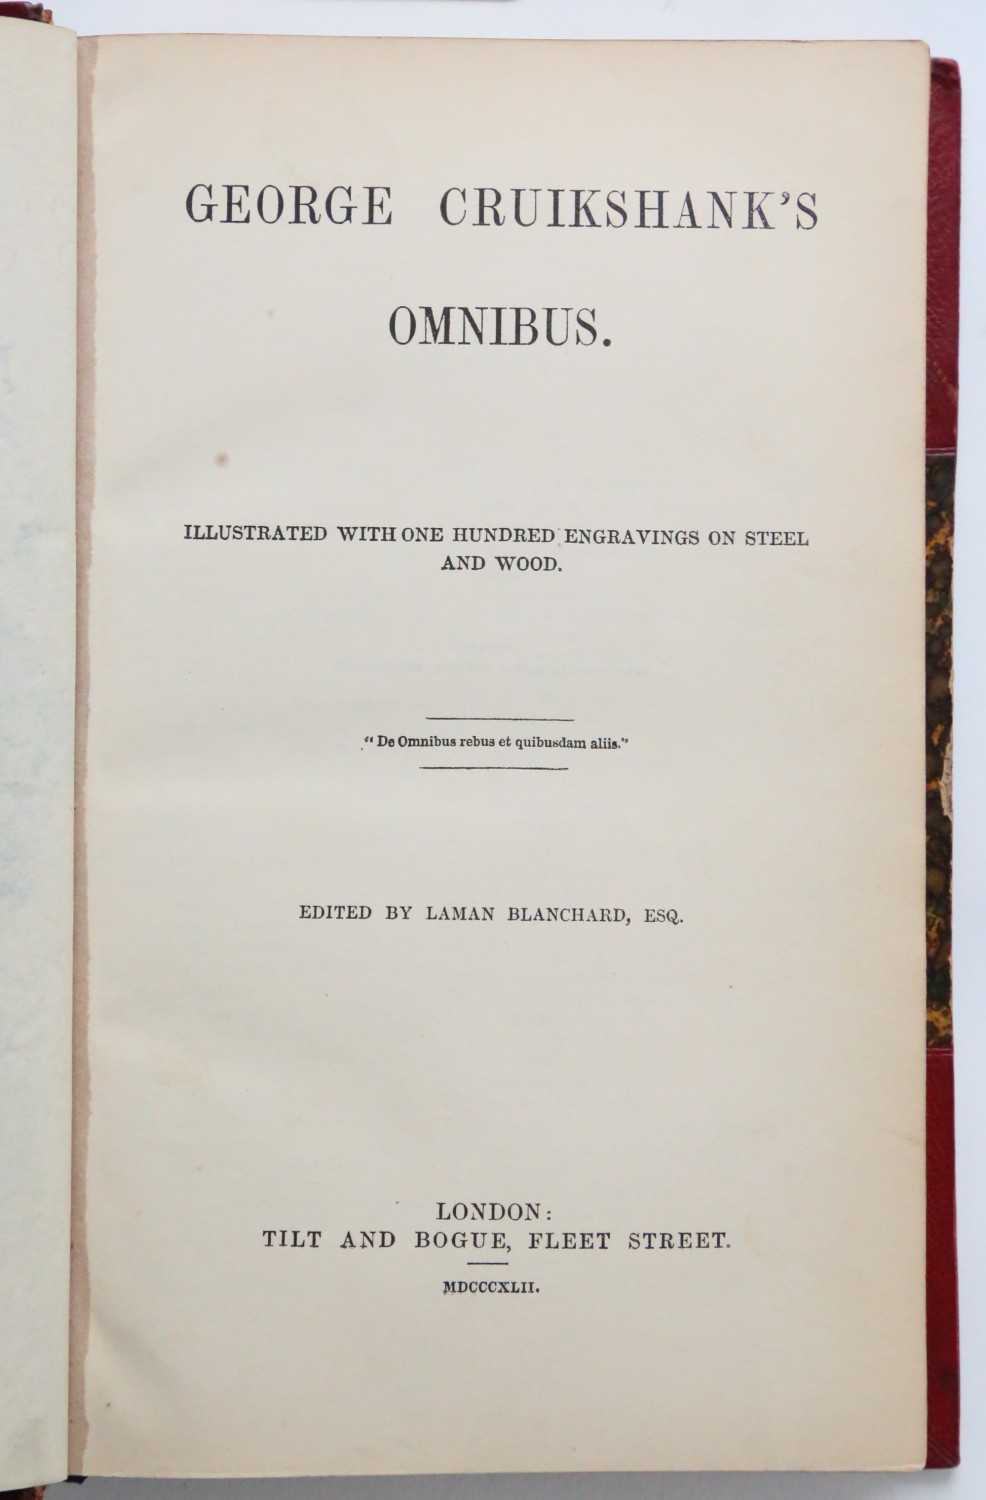 GEORGE CRUIKSHANK'S
OMNIBUS.
ILLUSTRATED WITH ONE HUNDRED ENGRAVINGS ON STEEL
AND WOOD.
"De Omnibus rebus et quibusdam aliis."
EDITED BY LAMAN BLANCHARD, ESQ.
LONDON:
TILT AND BOGUE, FLEET STREET.
MDCCCXLII.